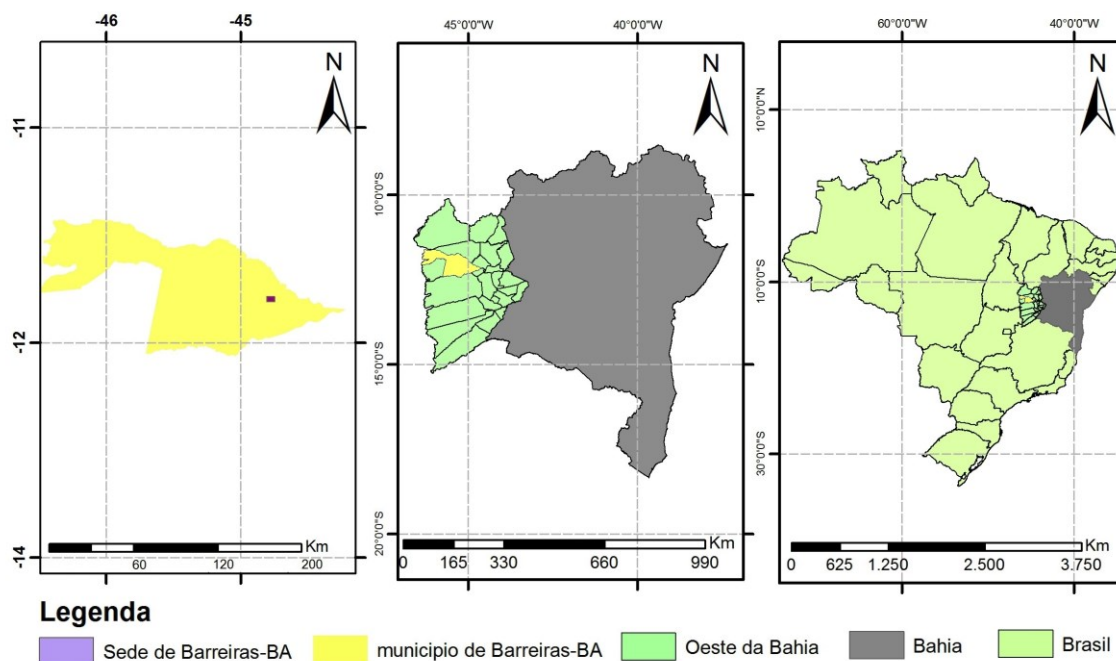 -46 -45
N
-11
-12
-14
Km
60 120 200
45°0'0"W 40°0'0"W
N
10°0'0"S
15°0'0"S
20°0'0"S
Km
0 165 330 660 990
60°0'0"W 40°0'0"W
N
10°0'0"N
10°0'0"S
30°0'0"S
Km
0 625 1.250 2.500 3.750
Legenda
Sede de Barreiras-BA municipio de Barreiras-BA Oeste da Bahia Bahia Brasil